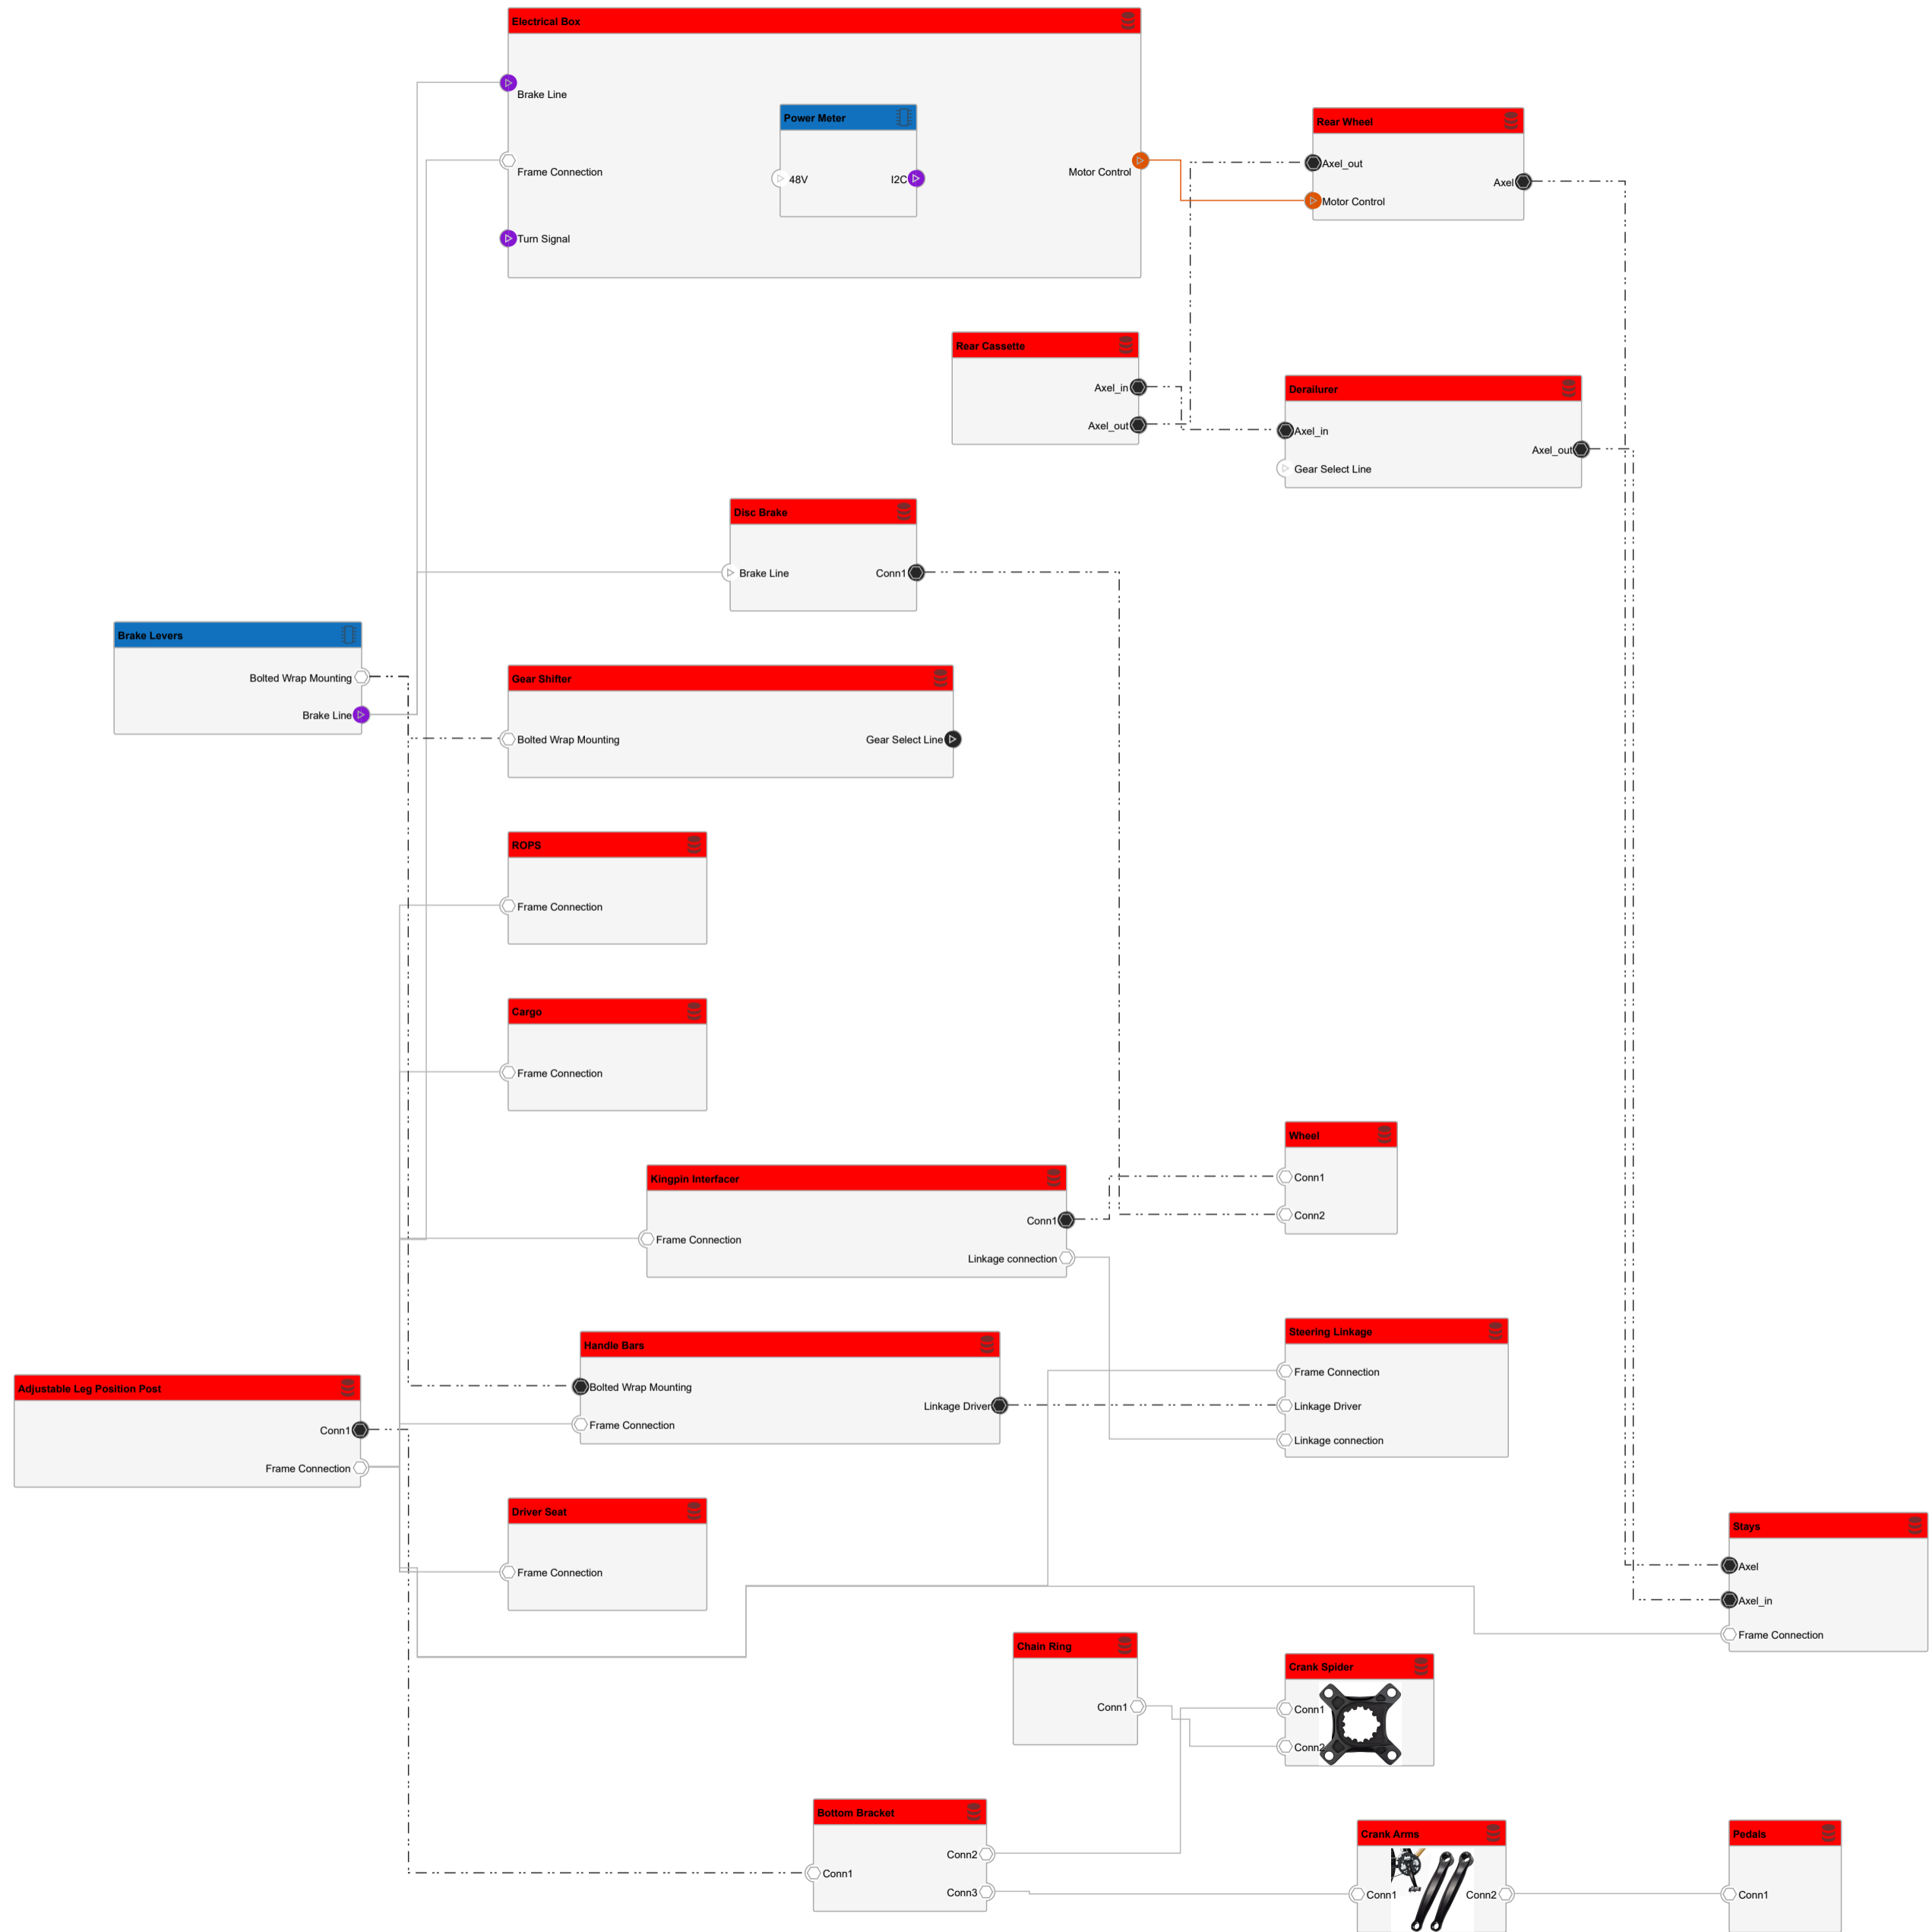 Electrical Box
Brake Line
Frame Connection
Turn Signal
Motor Control
Power Meter
48V
I2C
Rear Wheel
Axel_out
Motor Control
Axel
Rear Cassette
Axel_in
Axel_out
Derailurer
Axel_in
Gear Select Line
Axel_out
Disc Brake
Brake Line
Conn1
Brake Levers
Bolted Wrap Mounting
Brake Line
Gear Shifter
Bolted Wrap Mounting
Gear Select Line
ROPS
Frame Connection
Cargo
Frame Connection
Wheel
Conn1
Conn2
Kingpin Interfacer
Frame Connection
Conn1
Linkage connection
Handle Bars
Bolted Wrap Mounting
Frame Connection
Linkage Driver
Steering Linkage
Frame Connection
Linkage Driver
Linkage connection
Adjustable Leg Position Post
Conn1
Frame Connection
Driver Seat
Frame Connection
Stays
Axel
Axel_in
Frame Connection
Chain Ring
Conn1
Crank Spider
Conn1
Conn2
Bottom Bracket
Conn1
Conn2
Conn3
Crank Arms
Conn1
Conn2
Pedals
Conn1